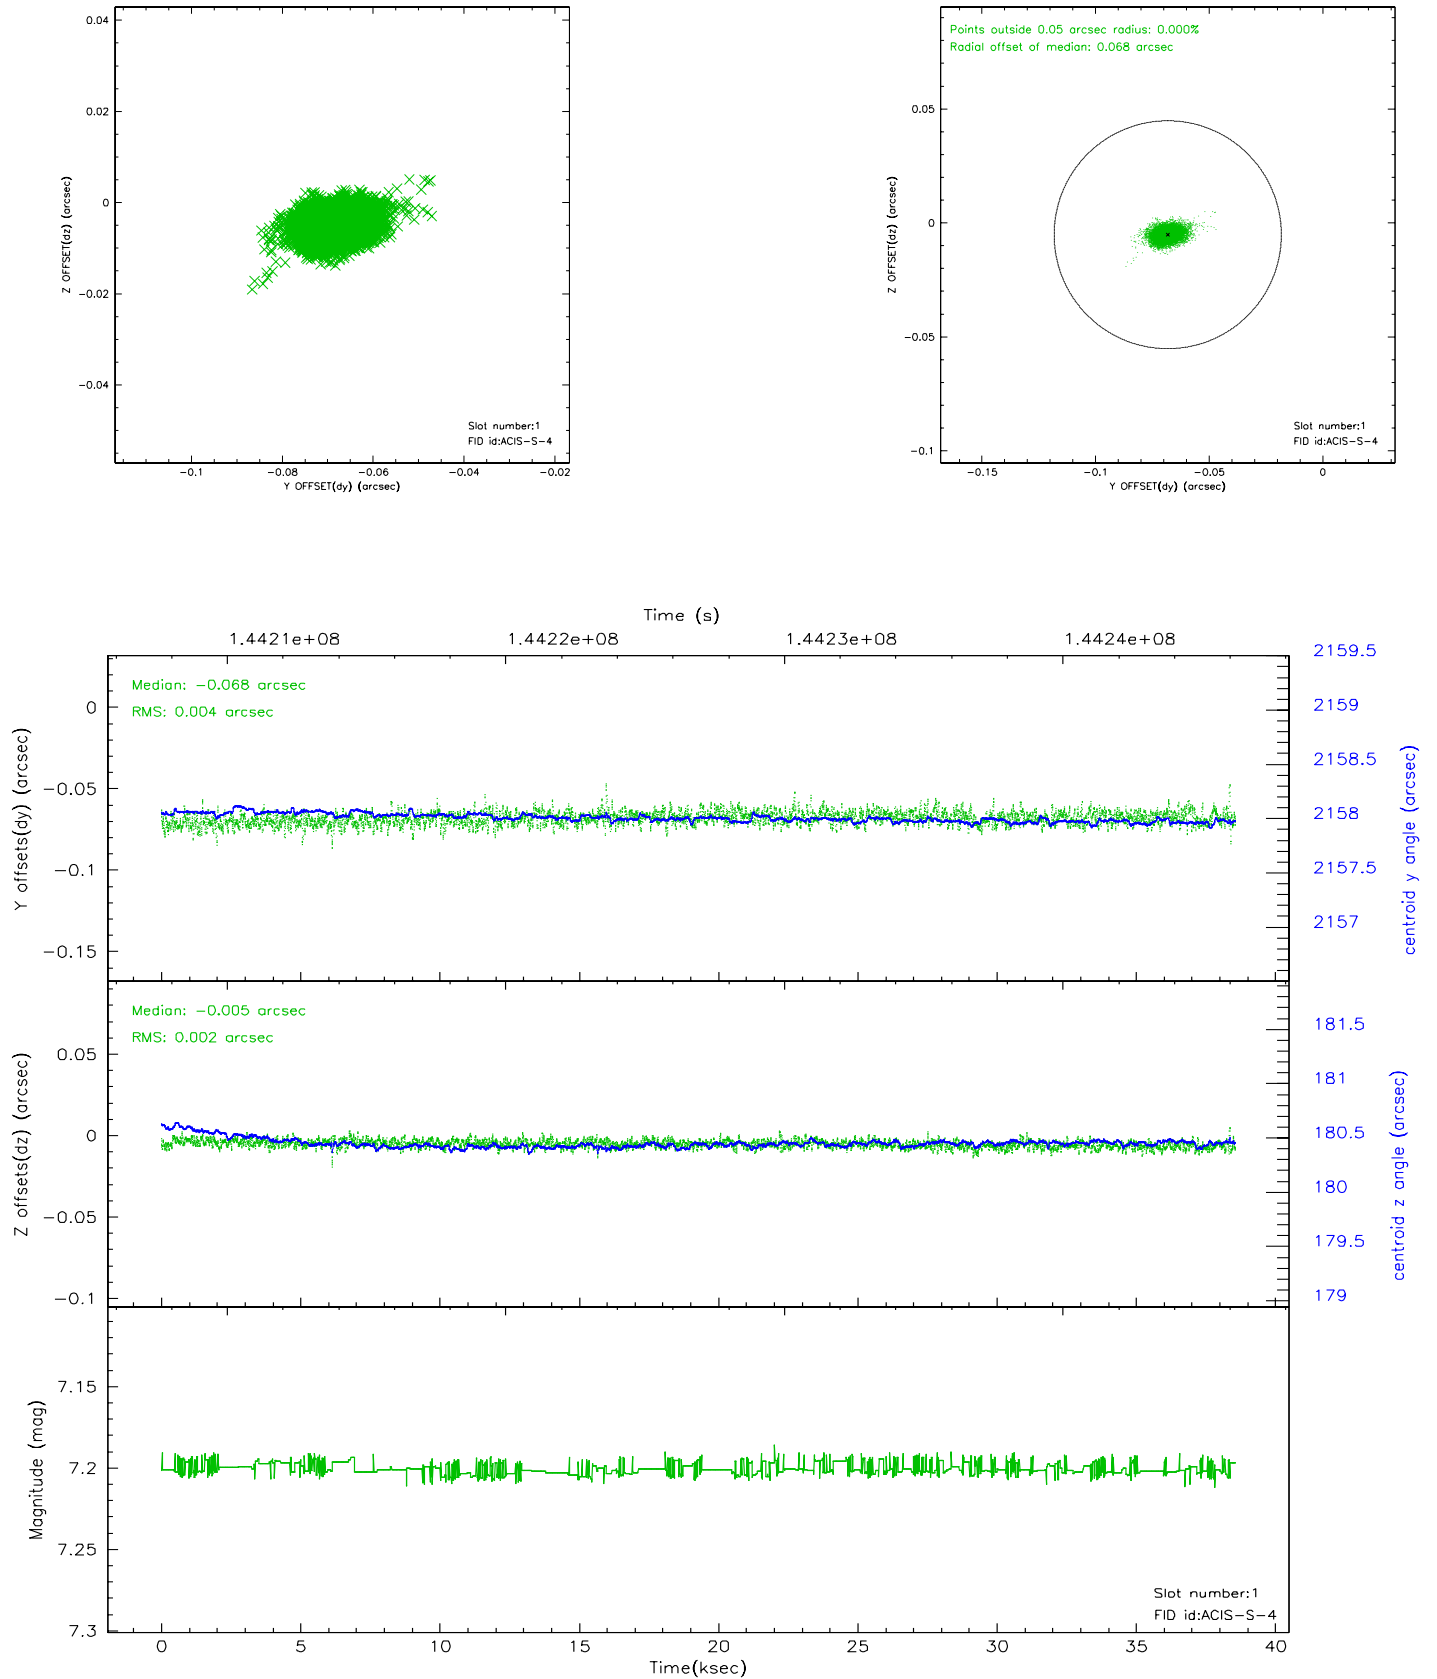 0.04
0.02
0
−0.02
−0.04
Z OFFSET(dz) (arcsec)
−0.1
−0.08
−0.06
−0.04
−0.02
Y OFFSET(dy) (arcsec)
Slot number:1
FID id:ACIS−S−4
Points outside 0.05 arcsec radius: 0.000%
Radial offset of median: 0.068 arcsec
0.05
0
−0.05
−0.1
Z OFFSET(dz) (arcsec)
−0.15
−0.1
−0.05
0
Y OFFSET(dy) (arcsec)
Slot number:1
FID id:ACIS−S−4
Time (s)
1.4421e+08
1.4422e+08
1.4423e+08
1.4424e+08
Median: −0.068 arcsec
RMS: 0.004 arcsec
0
−0.05
−0.1
−0.15
Y offsets(dy) (arcsec)
2159.5
2159
2158.5
2158
2157.5
2157
centroid y angle (arcsec)
Median: −0.005 arcsec
RMS: 0.002 arcsec
0.05
0
−0.05
−0.1
Z offsets(dz) (arcsec)
181.5
181
180.5
180
179.5
179
centroid z angle (arcsec)
7.15
7.2
7.25
7.3
Magnitude (mag)
Slot number:1
FID id:ACIS−S−4
0
5
10
15
20
25
30
35
40
Time(ksec)